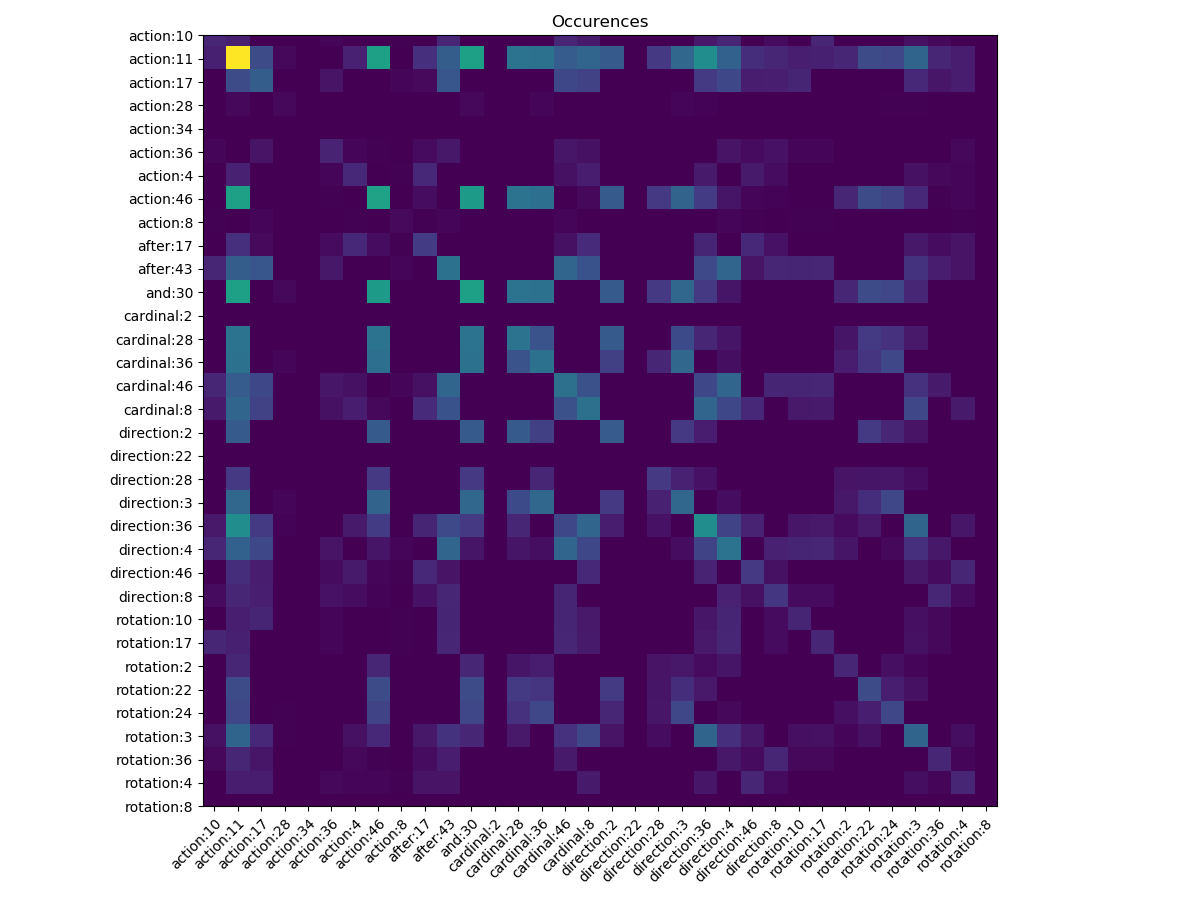 Occurences
action:10
action:11
action:17
action:28
action:34
action:36
action:4
action:46
action:8
after:17
after:43
and:30
cardinal:2
cardinal:28
cardinal:36
cardinal:46
cardinal:8
direction:2
direction:22
direction:28
direction:3
direction:36
direction:4
direction:46
direction:8
rotation:10
rotation:17
rotation:2
rotation:22
rotation:24
rotation:3
rotation:36
rotation:4
rotation:8
action:10
action:11
action:17
action:28
action:34
action:36
action:4
action:46
action:8
after:17
after:43
and:30
cardinal:2
cardinal:28
cardinal:36
cardinal:46
cardinal:8
direction:2
direction:22
direction:28
direction:3
direction:36
direction:4
direction:46
direction:8
rotation:10
rotation:17
rotation:2
rotation:22
rotation:24
rotation:3
rotation:36
rotation:4
rotation:8